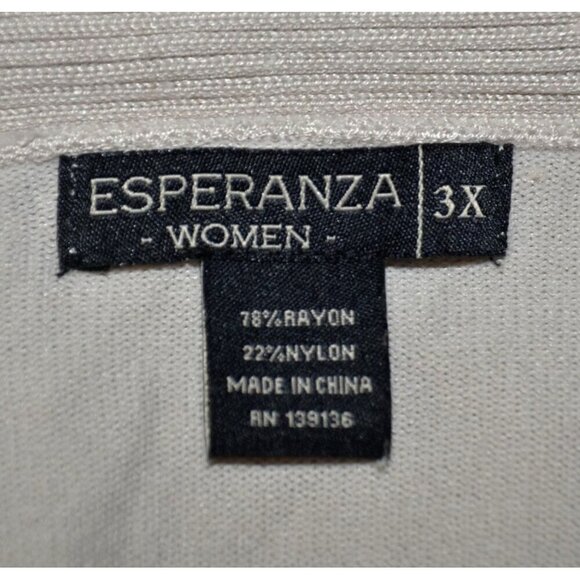 ESPERANZA
- WOMEN -
3X
78%RAYON
22%NYLON
MADE IN CHINA
RN 139136